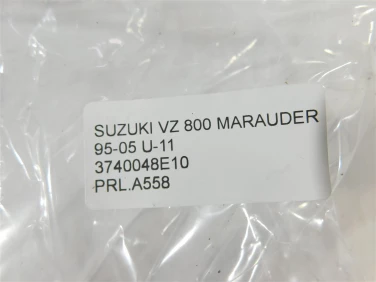 SUZUKI VZ 800 MARAUDER
95-05 U-11
3740048E10
PRL.A558